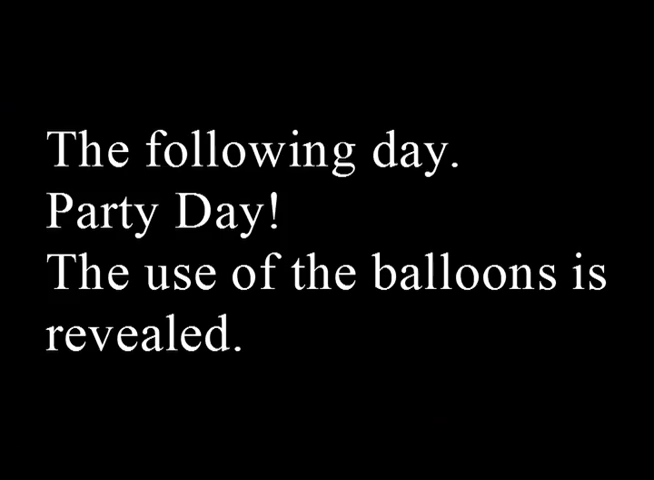 The following day.
Party Day!
The use of the balloons is
revealed.